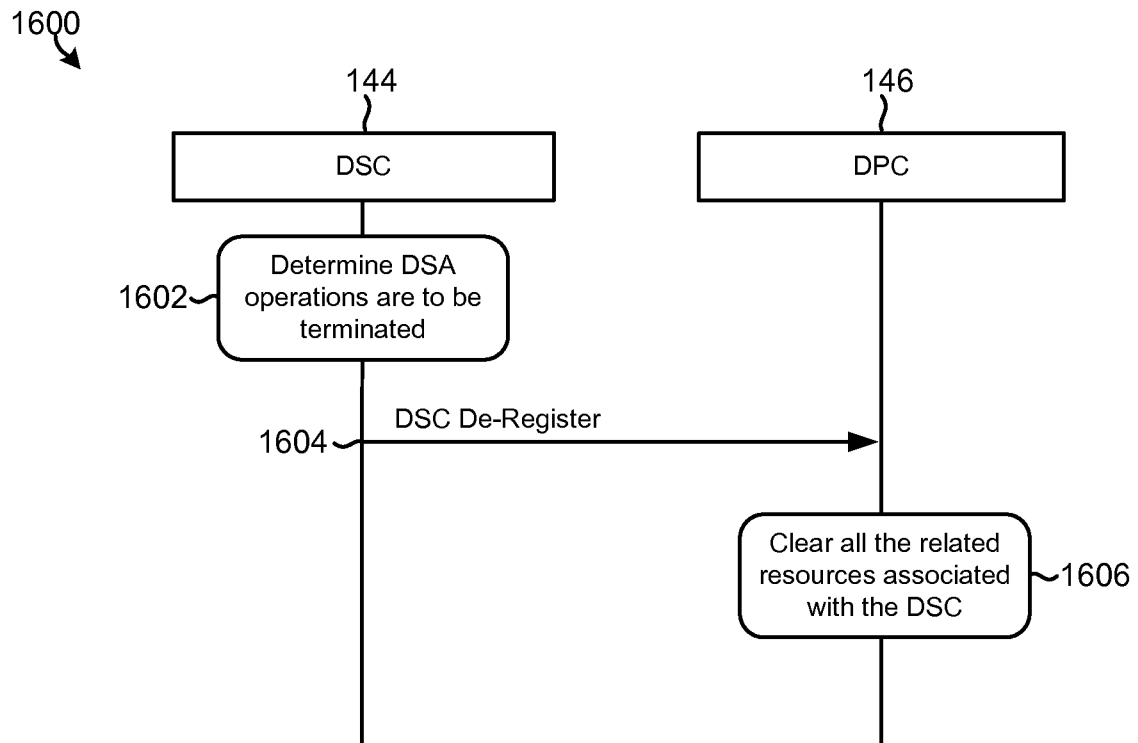 1600
144
146
DSC
DPC
Determine DSA
operations are to be
terminated
1602
DSC De-Register
1604
Clear all the related
resources associated
with the DSC
1606